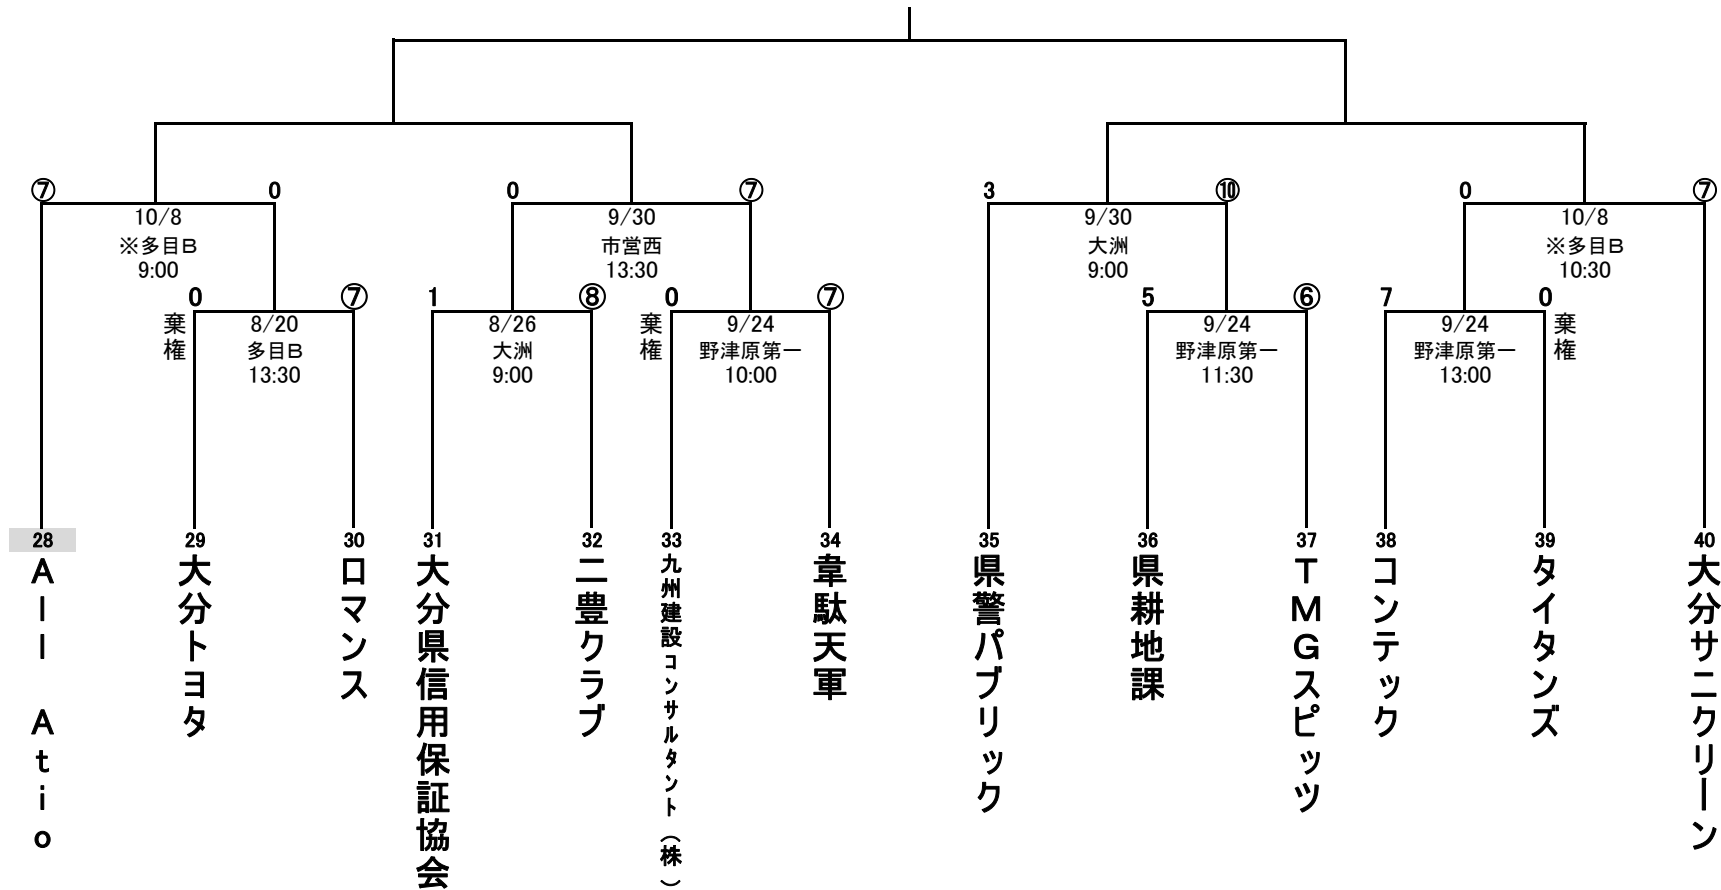 ⑦ 0 0 ⑦ 3 ⑩ 0 ⑦
10/8 9/30 9/30 10/8
※多目B 市営西 大洲 ※多目B
9:00 13:30 9:00 10:30
0 ⑦ 1 ⑧ 0 ⑦ 5 ⑥ 7 0
棄権 8/20 8/26 棄権 9/24 9/24 9/24 棄権
多目B 大洲 野津原第一 野津原第一 野津原第一
13:30 9:00 10:00 11:30 13:00
28 29 30 31 32 33 34 35 36 37 38 39 40
All Atio
大分トヨタ
ロマンス
大分県信用保証協会
二豊クラブ
九州建設コンサルタント（株）
韋駄天軍
県警パブリック
県耕地課
TMGスピッツ
コンテック
タイタンズ
大分サニクリーン